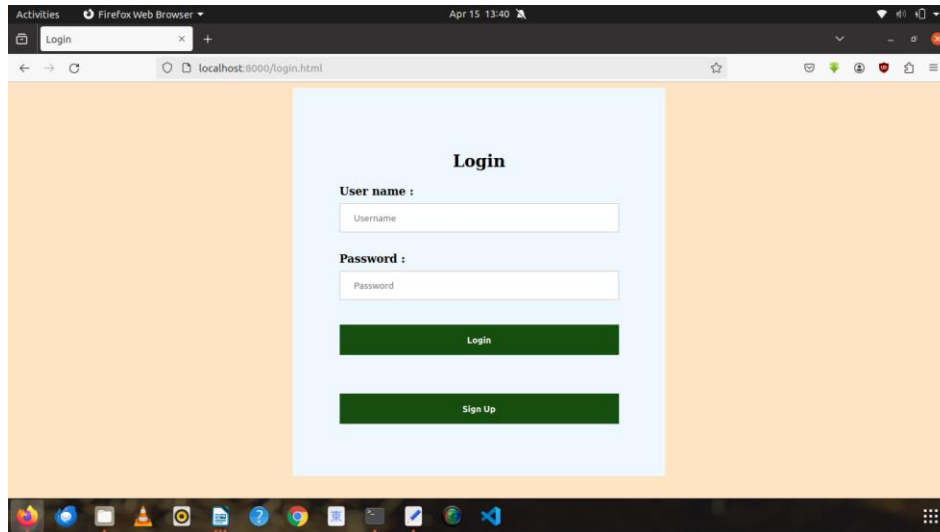 Activities Firefox Web Browser Apr 15 13:40
Login
localhost:8000/login.html
Login
User name :
Username
Password :
Password
Login
Sign Up